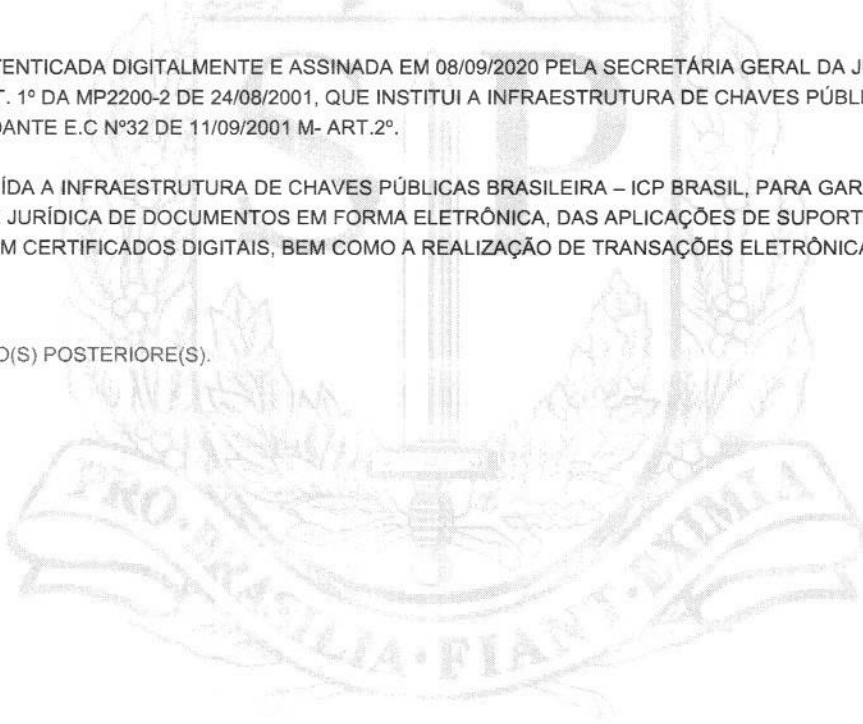 TENTICADA DIGITALMENTE E ASSINADA EM 08/09/2020 PELA SECRETÁRIA GERAL DA J
T. 1º DA MP2200-2 DE 24/08/2001, QUE INSTITUI A INFRAESTRUTURA DE CHAVES PÚBL
DANTE E.C Nº32 DE 11/09/2001 M- ART.2º.
ÍDA A INFRAESTRUTURA DE CHAVES PÚBLICAS BRASILEIRA – ICP BRASIL, PARA GAR
E JURÍDICA DE DOCUMENTOS EM FORMA ELETRÔNICA, DAS APLICAÇÕES DE SUPORT
M CERTIFICADOS DIGITAIS, BEM COMO A REALIZAÇÃO DE TRANSAÇÕES ELETRÔNICA
O(S) POSTERIORE(S).
SP
PRO·BRASILIA·FIANT·EXIMIA